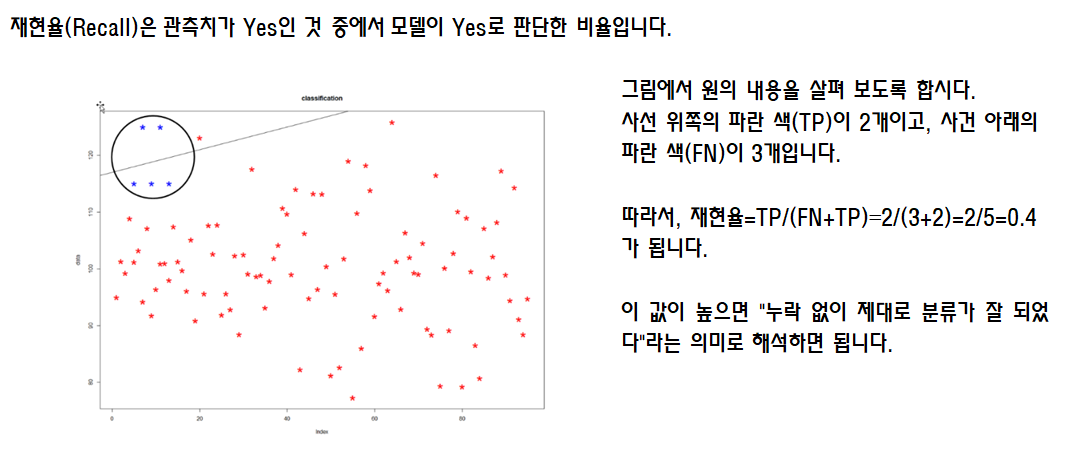 재현율(Recall)은 관측치가 Yes인 것 중에서 모델이 Yes로 판단한 비율입니다.
classification
그림에서 원의 내용을 살펴 보도록 합시다.
사선 위쪽의 파란 색(TP)이 2개이고, 사건 아래의
파란 색(FN)이 3개입니다.
따라서, 재현율=TP/(FN+TP)=2/(3+2)=2/5=0.4
가 됩니다.
이 값이 높으면 "누락 없이 제대로 분류가 잘 되었
다"라는 의미로 해석하면 됩니다.
data
120
110
100
90
80
0 20 40 60 80
Index